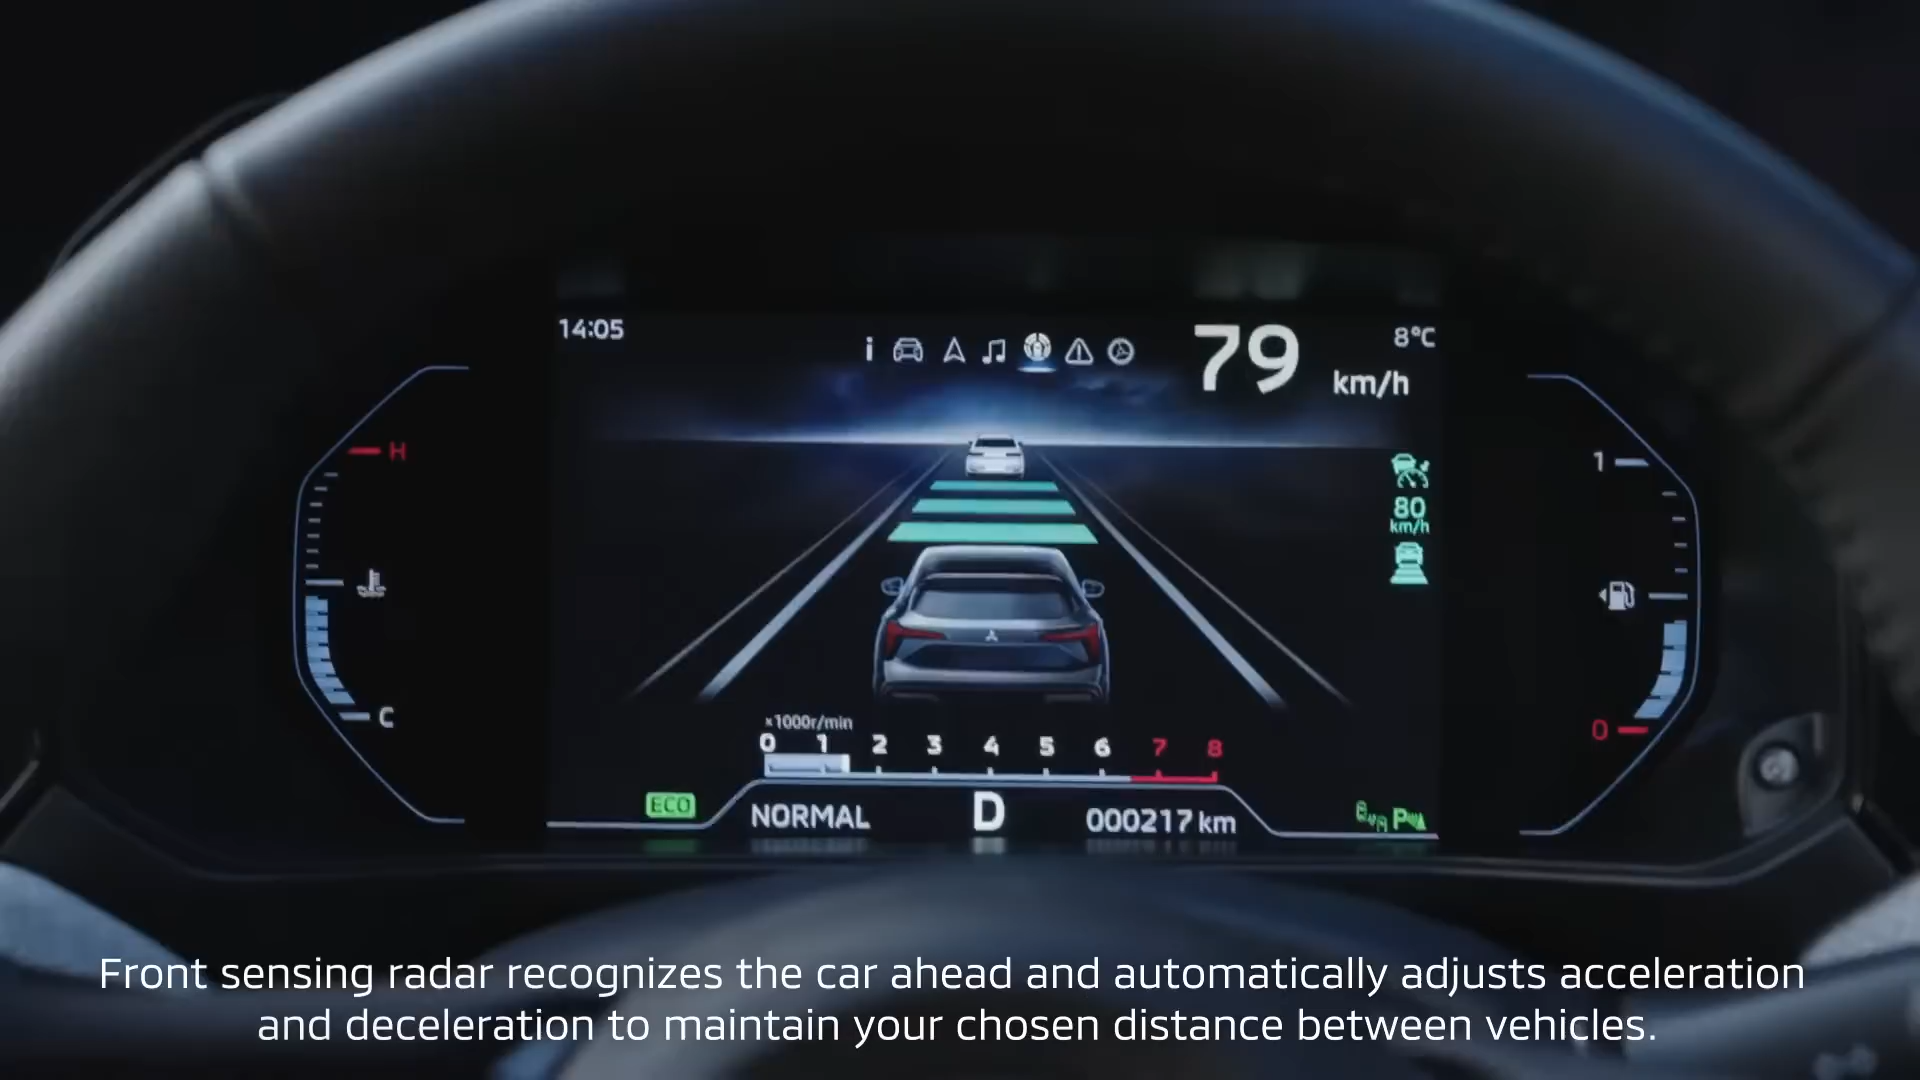 14:05
79 km/h
8°C
H
C
80
km/h
1
0
×1000r/min
0 1 2 3 4 5 6 7 8
ECO
NORMAL
D
000217 km
P
Front sensing radar recognizes the car ahead and automatically adjusts acceleration
and deceleration to maintain your chosen distance between vehicles.